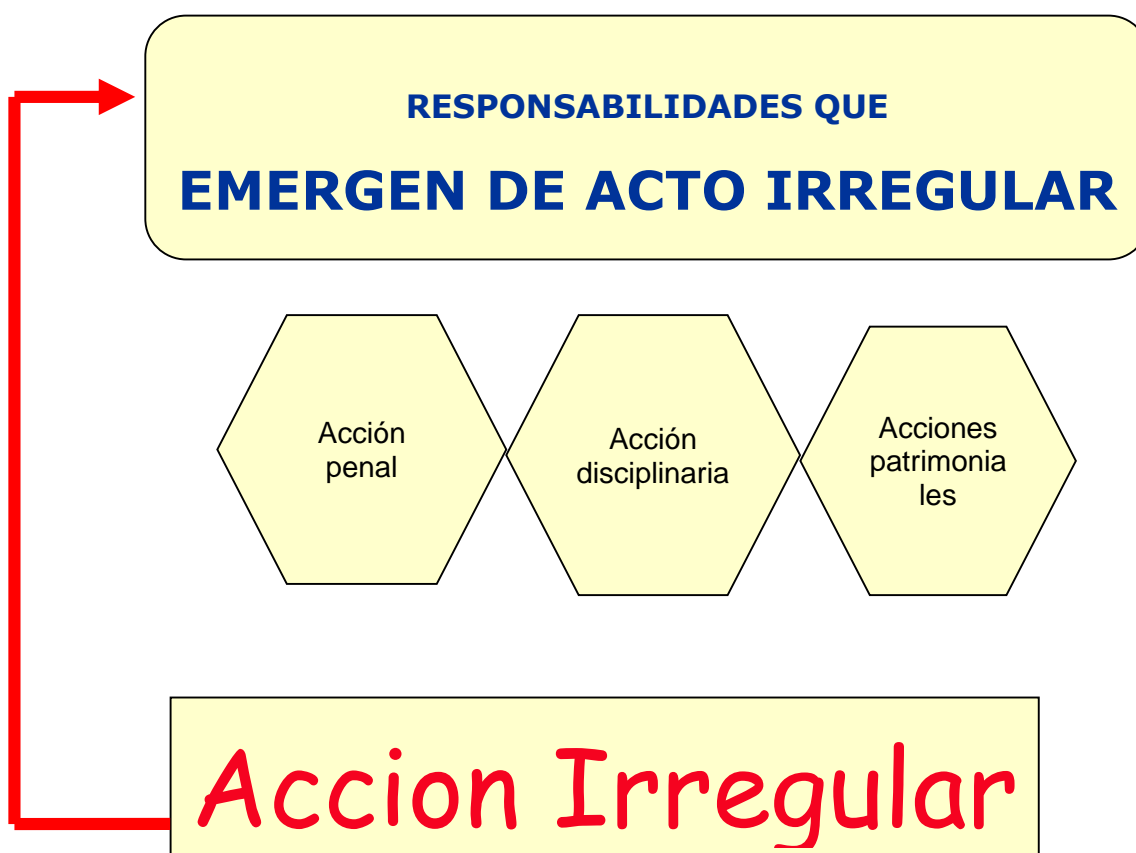 RESPONSABILIDADES QUE
EMERGEN DE ACTO IRREGULAR
Acción
penal
Acción
disciplinaria
Acciones
patrimonia
les
Accion Irregular